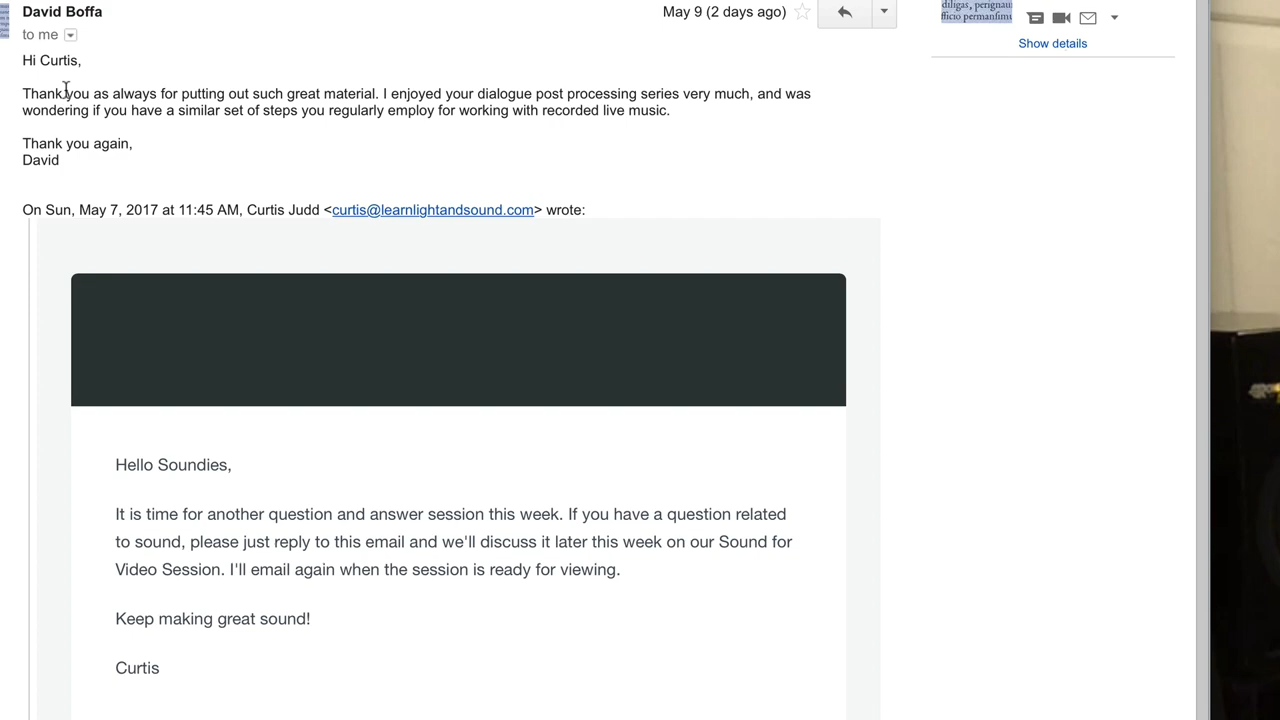 David Boffa
May 9 (2 days ago)
to me
Hi Curtis,
Thank you as always for putting out such great material. I enjoyed your dialogue post processing series very much, and was
wondering if you have a similar set of steps you regularly employ for working with recorded live music.
Thank you again,
David
On Sun, May 7, 2017 at 11:45 AM, Curtis Judd <curtis@learnlightandsound.com> wrote:
Hello Soundies,
It is time for another question and answer session this week. If you have a question related
to sound, please just reply to this email and we'll discuss it later this week on our Sound for
Video Session. I'll email again when the session is ready for viewing.
Keep making great sound!
Curtis
diligas, perignau
fficio permanfimu
Show details